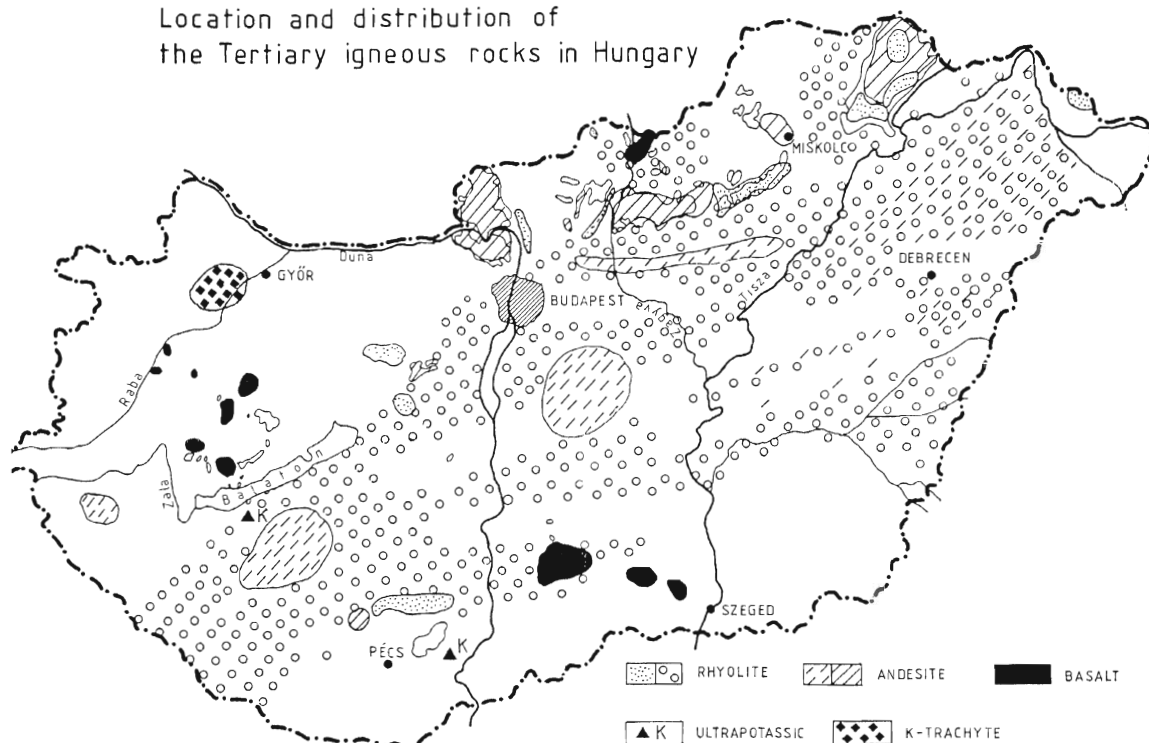 Location and distribution of
the Tertiary igneous rocks in Hungary
MISKOLC
Duna
GYŐR
BUDAPEST
Zagyva
Tisza
DEBRECEN
Raba
Zala
Balaton
K
SZEGED
PÉCS
K
RHYOLITE
ANDESITE
BASALT
K ULTRAPOTASSIC
K-TRACHYTE